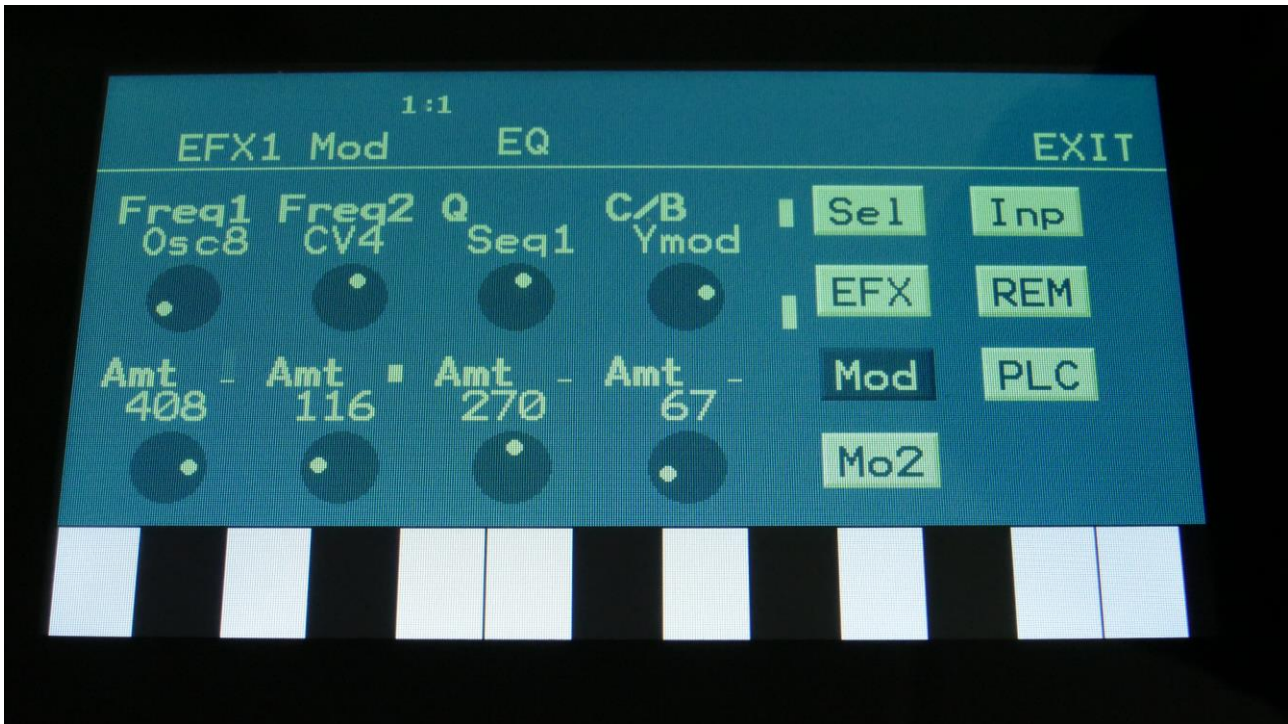 1:1
EFX1 Mod EQ EXIT
Freq1 Freq2 Q C/B Sel Inp
Osc8 CV4 Seq1 Ymod
EFX REM
Amt Amt Amt Amt Mod PLC
408 116 270 67
Mo2